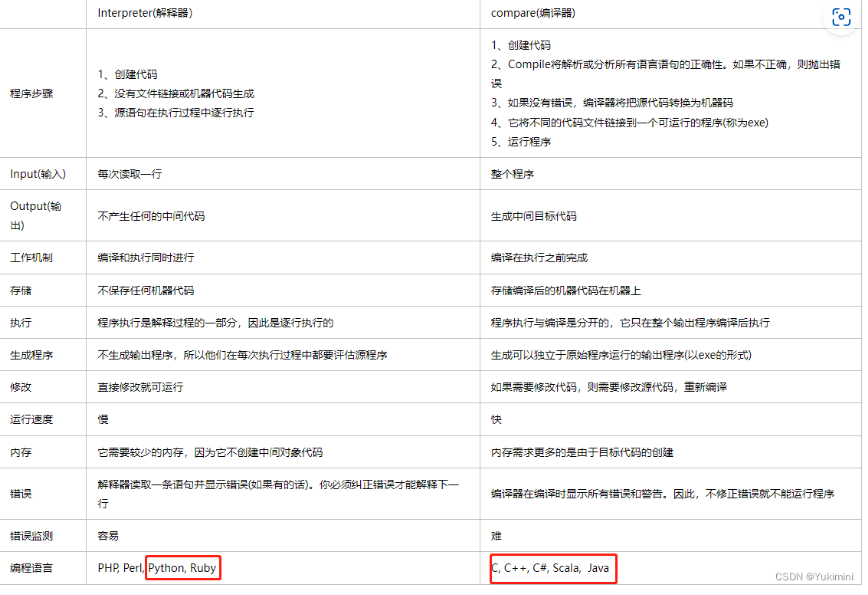 Interpreter(解释器)
compare(编译器)
程序步骤
1、创建代码
2、没有文件链接或机器代码生成
3、源语句在执行过程中逐行执行
1、创建代码
2、Compile将解析或分析所有语言语句的正确性。如果不正确，则抛出错
误
3、如果没有错误，编译器将把源代码转换为机器码
4、它将不同的代码文件链接到一个可运行的程序(称为exe)
5、运行程序
Input(输入)
每次读取一行
整个程序
Output(输
出)
不产生任何的中间代码
生成中间目标代码
工作机制
编译和执行同时进行
编译在执行之前完成
存储
不保存任何机器代码
存储编译后的机器代码在机器上
执行
程序执行是解释过程的一部分，因此是逐行执行的
程序执行与编译是分开的，它只在整个输出程序编译后执行
生成程序
不生成输出程序，所以他们在每次执行过程中都要评估源程序
生成可以独立于原始程序运行的输出程序(以exe的形式)
修改
直接修改就可运行
如果需要修改代码，则需要修改源代码，重新编译
运行速度
慢
快
内存
它需要较少的内存，因为它不创建中间对象代码
内存需求更多的是由于目标代码的创建
错误
解释器读取一条语句并显示错误(如果有的话)。你必须纠正错误才能解释下一
行
编译器在编译时显示所有错误和警告。因此，不修正错误就不能运行程序
错误监测
容易
难
编程语言
PHP, Perl, Python, Ruby
C, C++, C#, Scala, Java
CSDN @Yukimini